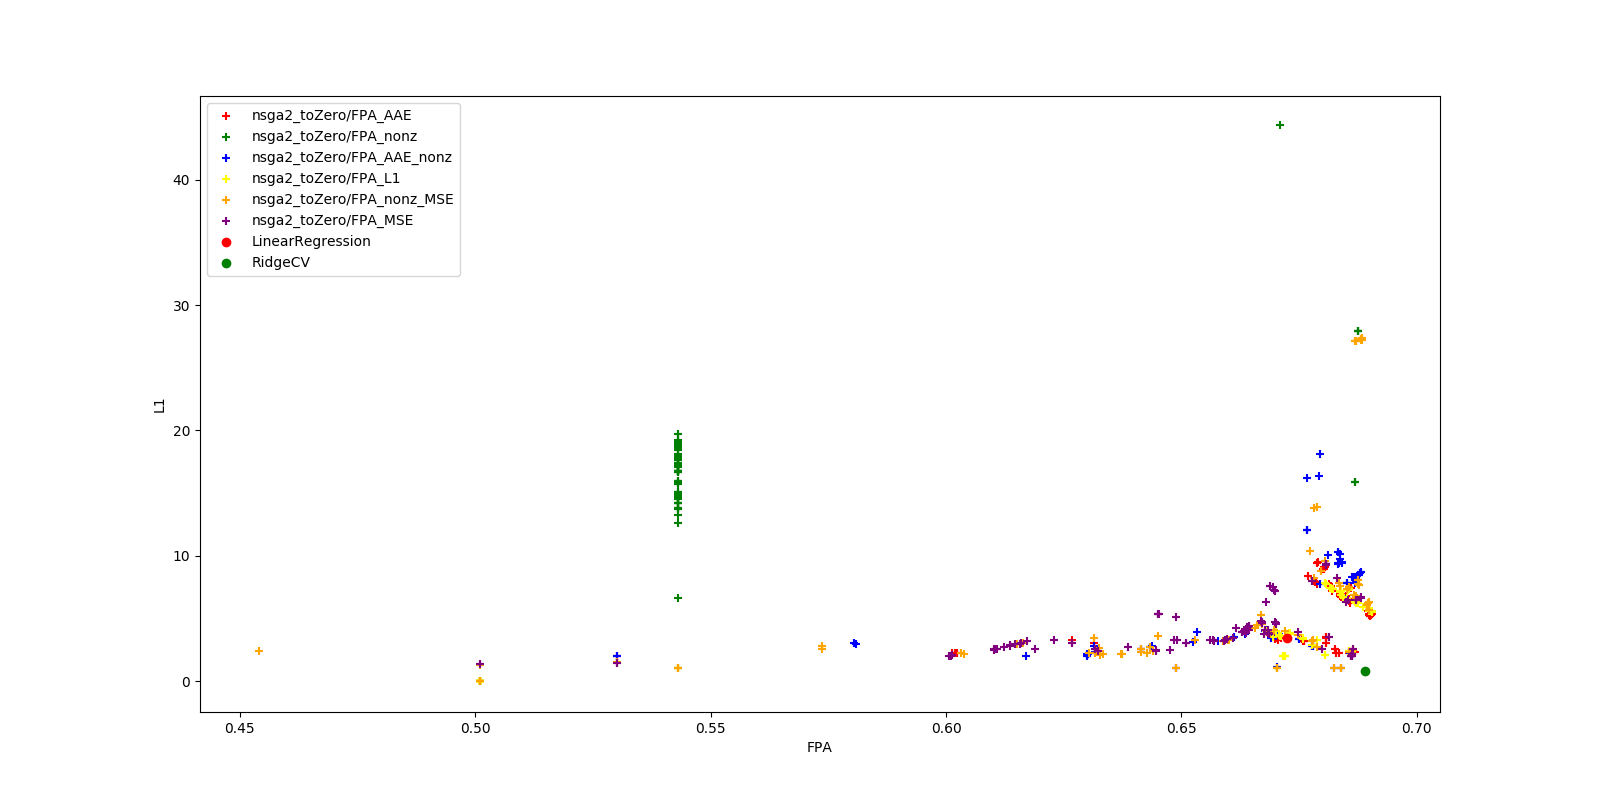 nsga2_toZero/FPA_AAE
nsga2_toZero/FPA_nonz
nsga2_toZero/FPA_AAE_nonz
nsga2_toZero/FPA_L1
nsga2_toZero/FPA_nonz_MSE
nsga2_toZero/FPA_MSE
LinearRegression
RidgeCV
40
30
20
10
0
L1
0.45 0.50 0.55 0.60 0.65 0.70
FPA